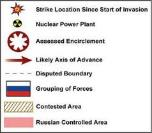 Strike Location Since Start of Invasion
Nuclear Power Plant
Assessed Encirclement
Likely Axis of Advance
Disputed Boundary
Grouping of Forces
Contested Area
Russian Controlled Area